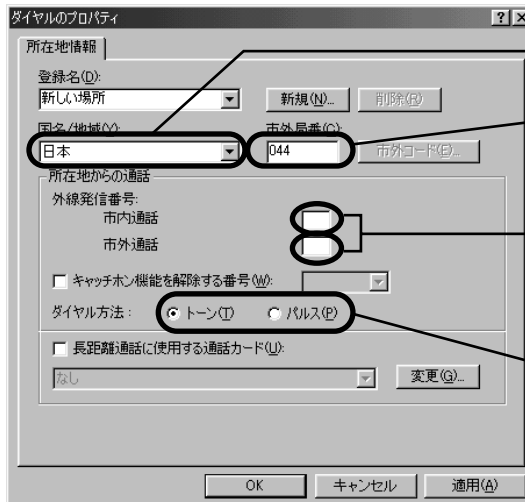 ダイヤルのプロパティ
所在地情報
登録名(D):
新しい場所
新規(N)...
削除(R)
国名/地域(Y):
市外局番(C):
日本
044
市外コード(E)...
所在地からの通話
外線発信番号:
市内通話
市外通話
キャッチホン機能を解除する番号(W):
ダイヤル方法:
トーン(T)
パルス(P)
長距離通話に使用する通話カード(U):
なし
変更(G)...
OK
キャンセル
適用(A)